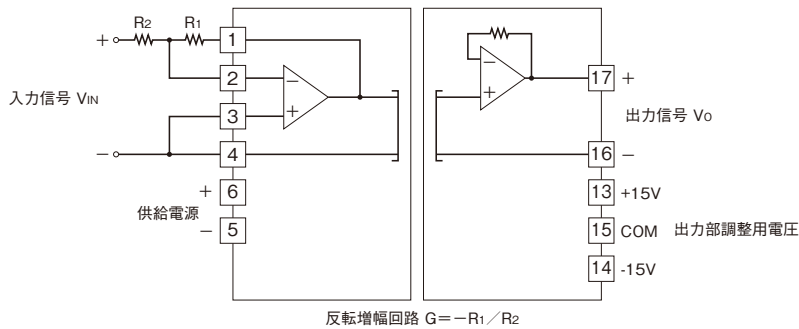 R2 R1
+
1
2
3
4
6
5
−
+
入力信号 VIN
−
+
供給電源
−
−
+
17
16
13
15
14
+
出力信号 VO
−
+15V
COM 出力部調整用電圧
-15V
反転増幅回路 G=−R1／R2